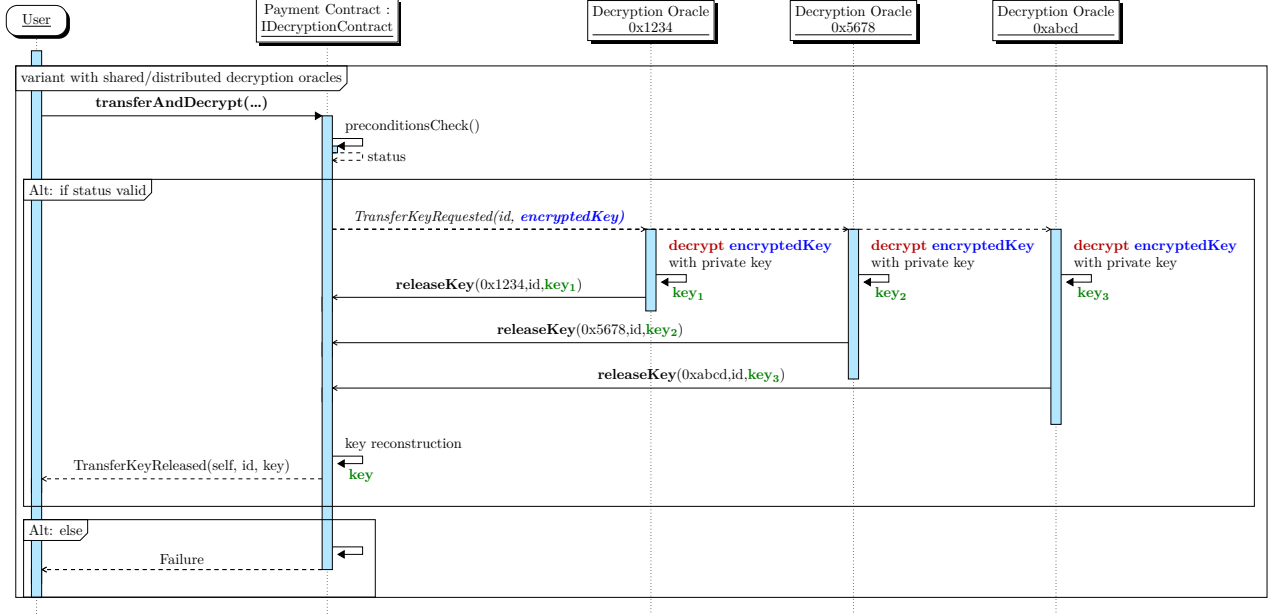 User
Payment Contract :
IDecryptionContract
Decryption Oracle
0x1234
Decryption Oracle
0x5678
Decryption Oracle
0xabcd
variant with shared/distributed decryption oracles
transferAndDecrypt(...)
preconditionsCheck()
status
Alt: if status valid
TransferKeyRequested(id, encryptedKey)
decrypt encryptedKey
with private key
key1
decrypt encryptedKey
with private key
key2
decrypt encryptedKey
with private key
key3
releaseKey(0x1234,id,key1)
releaseKey(0x5678,id,key2)
releaseKey(0xabcd,id,key3)
key reconstruction
key
TransferKeyReleased(self, id, key)
Alt: else
Failure